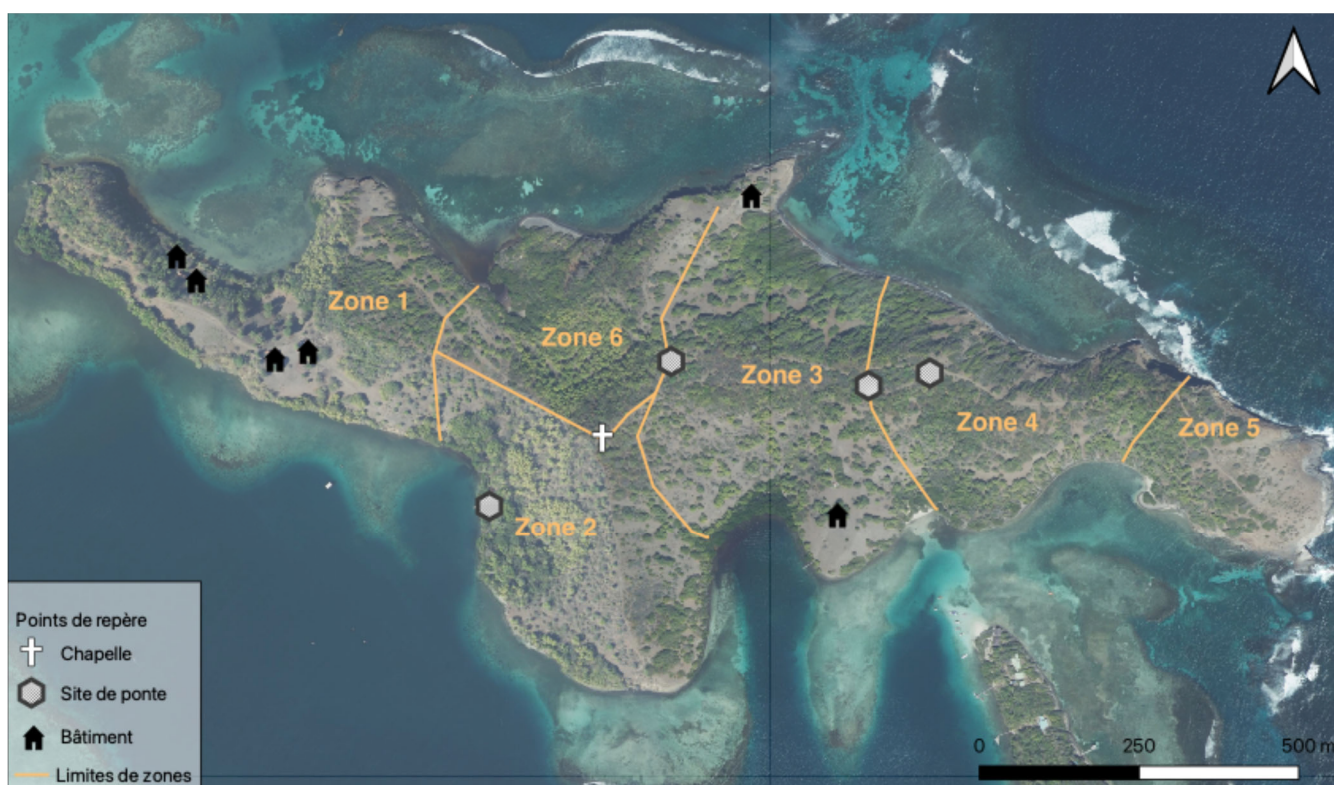 Zone 1
Zone 6
Zone 3
Zone 4
Zone 5
Zone 2
Points de repère
Chapelle
Site de ponte
Bâtiment
Limites de zones
0 250 500 m